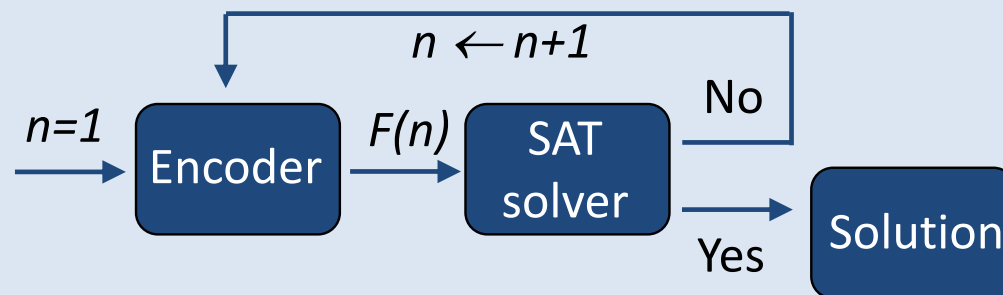 n ← n+1
n=1
Encoder
F(n)
SAT
solver
No
Yes
Solution